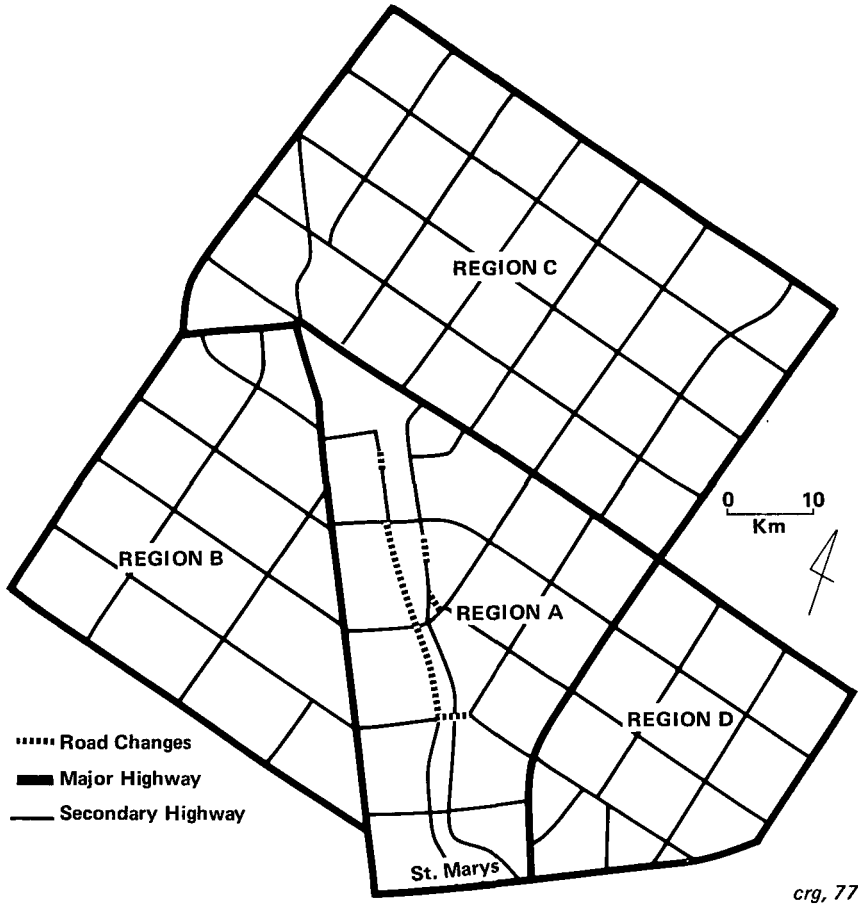 REGION C
0 10
Km
REGION B
REGION A
REGION D
Road Changes
Major Highway
Secondary Highway
St. Marys
crg, 77